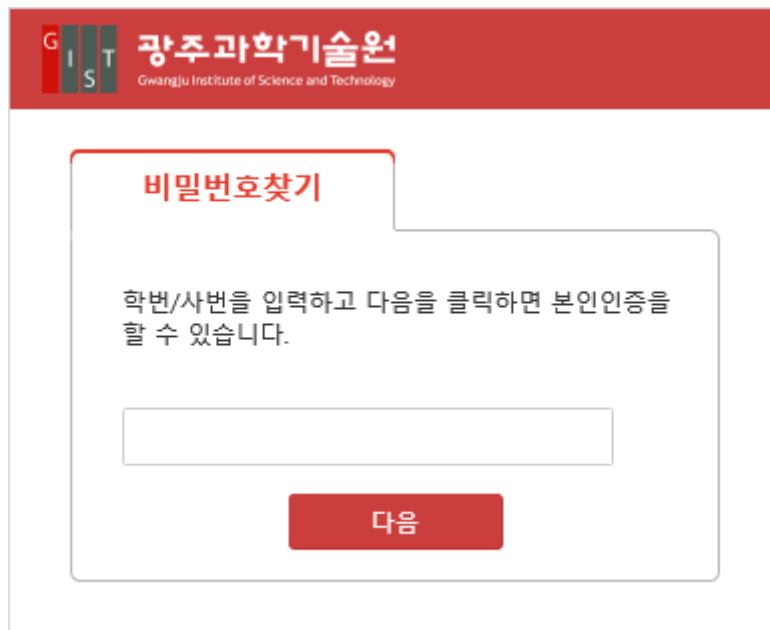 GIST
광주과학기술원
Gwangju Institute of Science and Technology
비밀번호찾기
학번/사번을 입력하고 다음을 클릭하면 본인인증을
할 수 있습니다.
다음